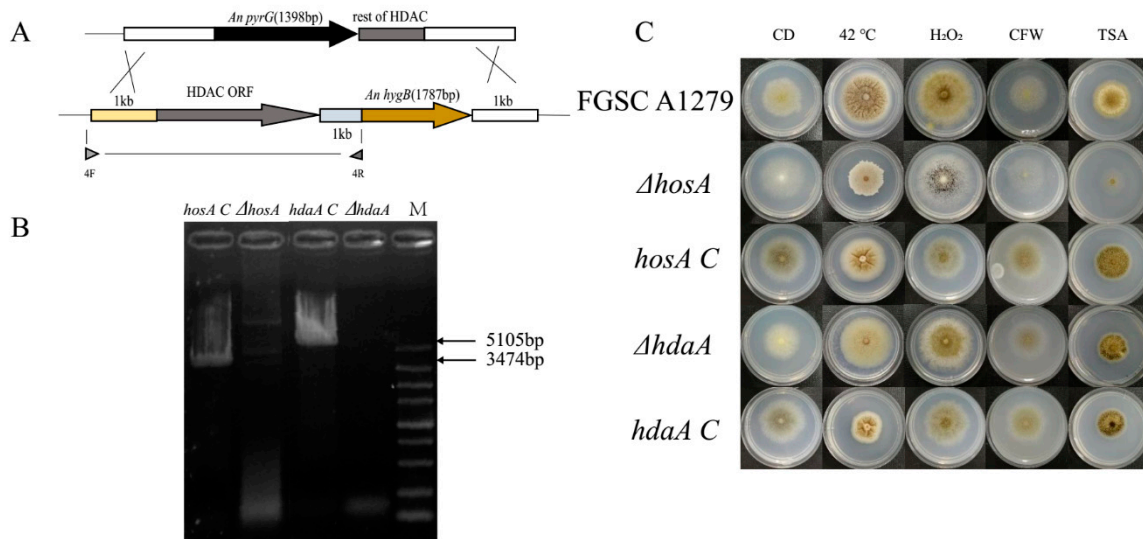 A
An pyrG(1398bp)
rest of HDAC
1kb
HDAC ORF
An hygB(1787bp)
1kb
1kb
4F
4R
B
hosA C ΔhosA hdaA C ΔhdaA M
5105bp
3474bp
C
CD 42 ℃ H₂O₂ CFW TSA
FGSC A1279
ΔhosA
hosA C
ΔhdaA
hdaA C